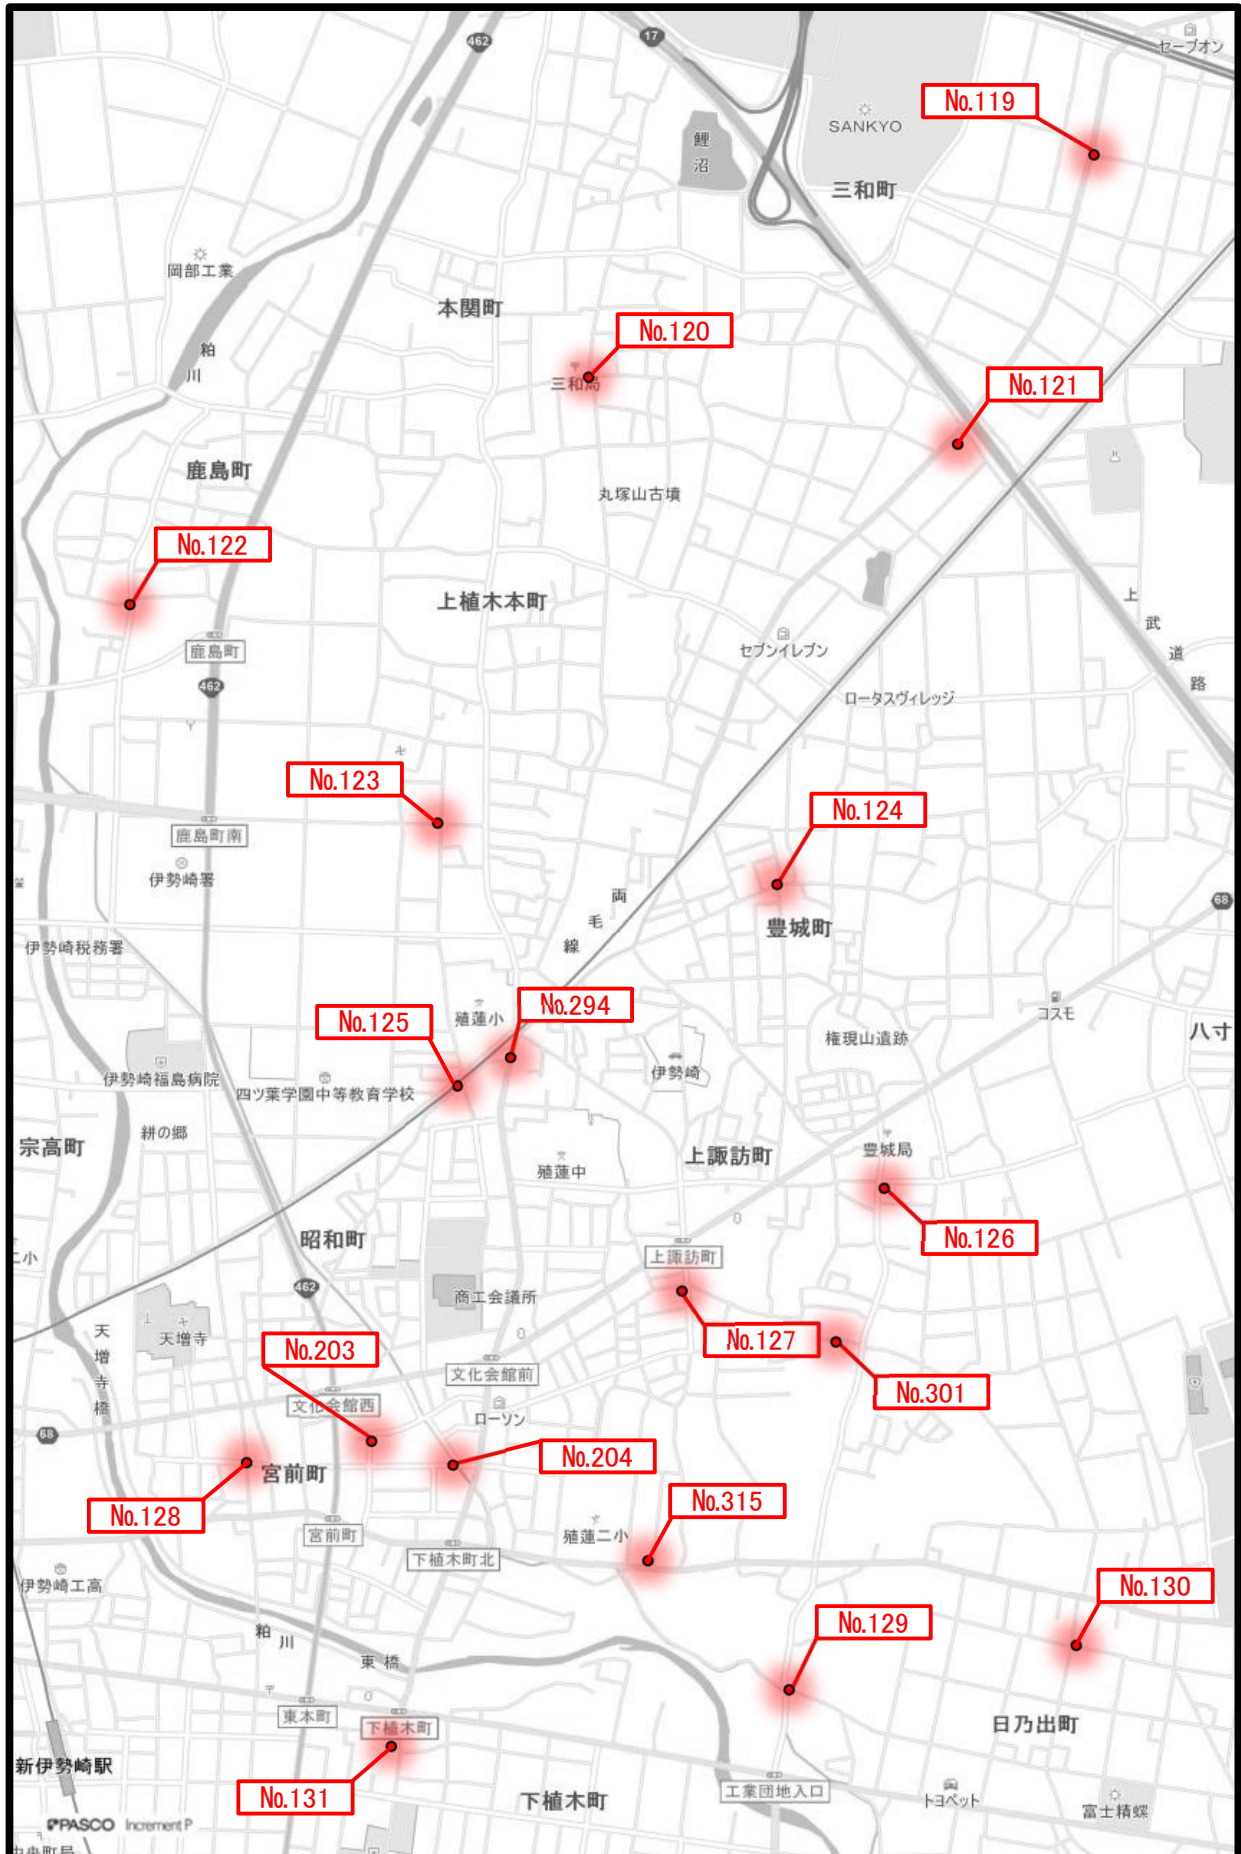 462
17
セーブオン
No.119
SANKYO
鯉沼
三和町
岡部工業
本関町
No.120
粕川
三和局
No.121
鹿島町
丸塚山古墳
No.122
上植木本町
上武道路
鹿島町
セブンイレブン
462
ロータスヴィレッジ
No.123
No.124
鹿島町南
伊勢崎署
68
両毛線
豊城町
伊勢崎税務署
No.294
コスモ
No.125
殖蓮小
権現山遺跡
八寸
伊勢崎福島病院
四ツ葉学園中等教育学校
伊勢崎
耕の郷
宗高町
豊城局
上諏訪町
殖蓮中
No.126
昭和町
二小
上諏訪町
462
商工会議所
天増寺橋
天増寺
No.127
No.203
文化会館前
No.301
文化会館西
ローソン
68
No.204
宮前町
No.315
No.128
宮前町
殖蓮二小
下植木町北
伊勢崎工高
No.130
No.129
粕川
東橋
東本町
下植木町
日乃出町
新伊勢崎駅
No.131
工業団地入口
下植木町
トヨペット
富士精螺
PASCO Increment P
中央町局